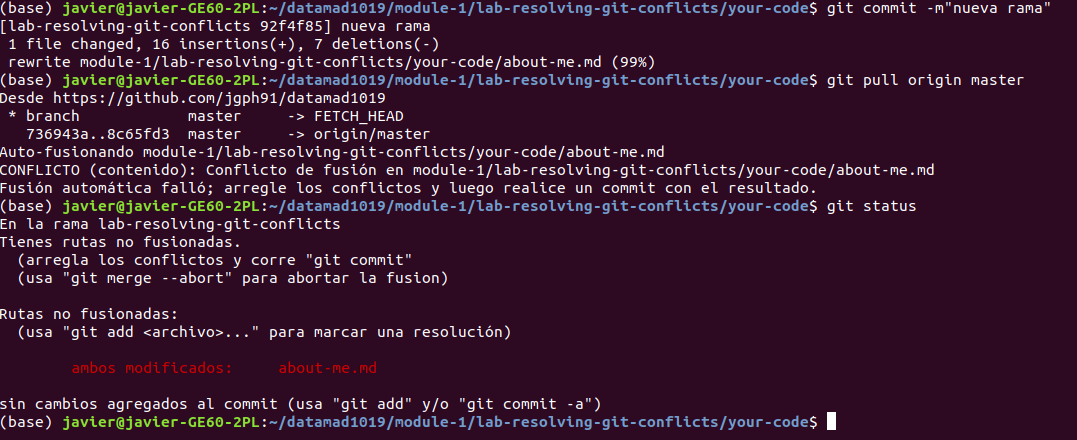 (base) javier@javier-GE60-2PL:~/datamad1019/module-1/lab-resolving-git-conflicts/your-code$ git commit -m"nueva rama"
[lab-resolving-git-conflicts 92f4f85] nueva rama
 1 file changed, 16 insertions(+), 7 deletions(-)
 rewrite module-1/lab-resolving-git-conflicts/your-code/about-me.md (99%)
(base) javier@javier-GE60-2PL:~/datamad1019/module-1/lab-resolving-git-conflicts/your-code$ git pull origin master
Desde https://github.com/jgph91/datamad1019
 * branch            master     -> FETCH_HEAD
   736943a..8c65fd3  master     -> origin/master
Auto-fusionando module-1/lab-resolving-git-conflicts/your-code/about-me.md
CONFLICTO (contenido): Conflicto de fusión en module-1/lab-resolving-git-conflicts/your-code/about-me.md
Fusión automática falló; arregle los conflictos y luego realice un commit con el resultado.
(base) javier@javier-GE60-2PL:~/datamad1019/module-1/lab-resolving-git-conflicts/your-code$ git status
En la rama lab-resolving-git-conflicts
Tienes rutas no fusionadas.
  (arregla los conflictos y corre "git commit"
  (usa "git merge --abort" para abortar la fusion)
Rutas no fusionadas:
  (usa "git add <archivo>..." para marcar una resolución)
        ambos modificados:     about-me.md
sin cambios agregados al commit (usa "git add" y/o "git commit -a")
(base) javier@javier-GE60-2PL:~/datamad1019/module-1/lab-resolving-git-conflicts/your-code$